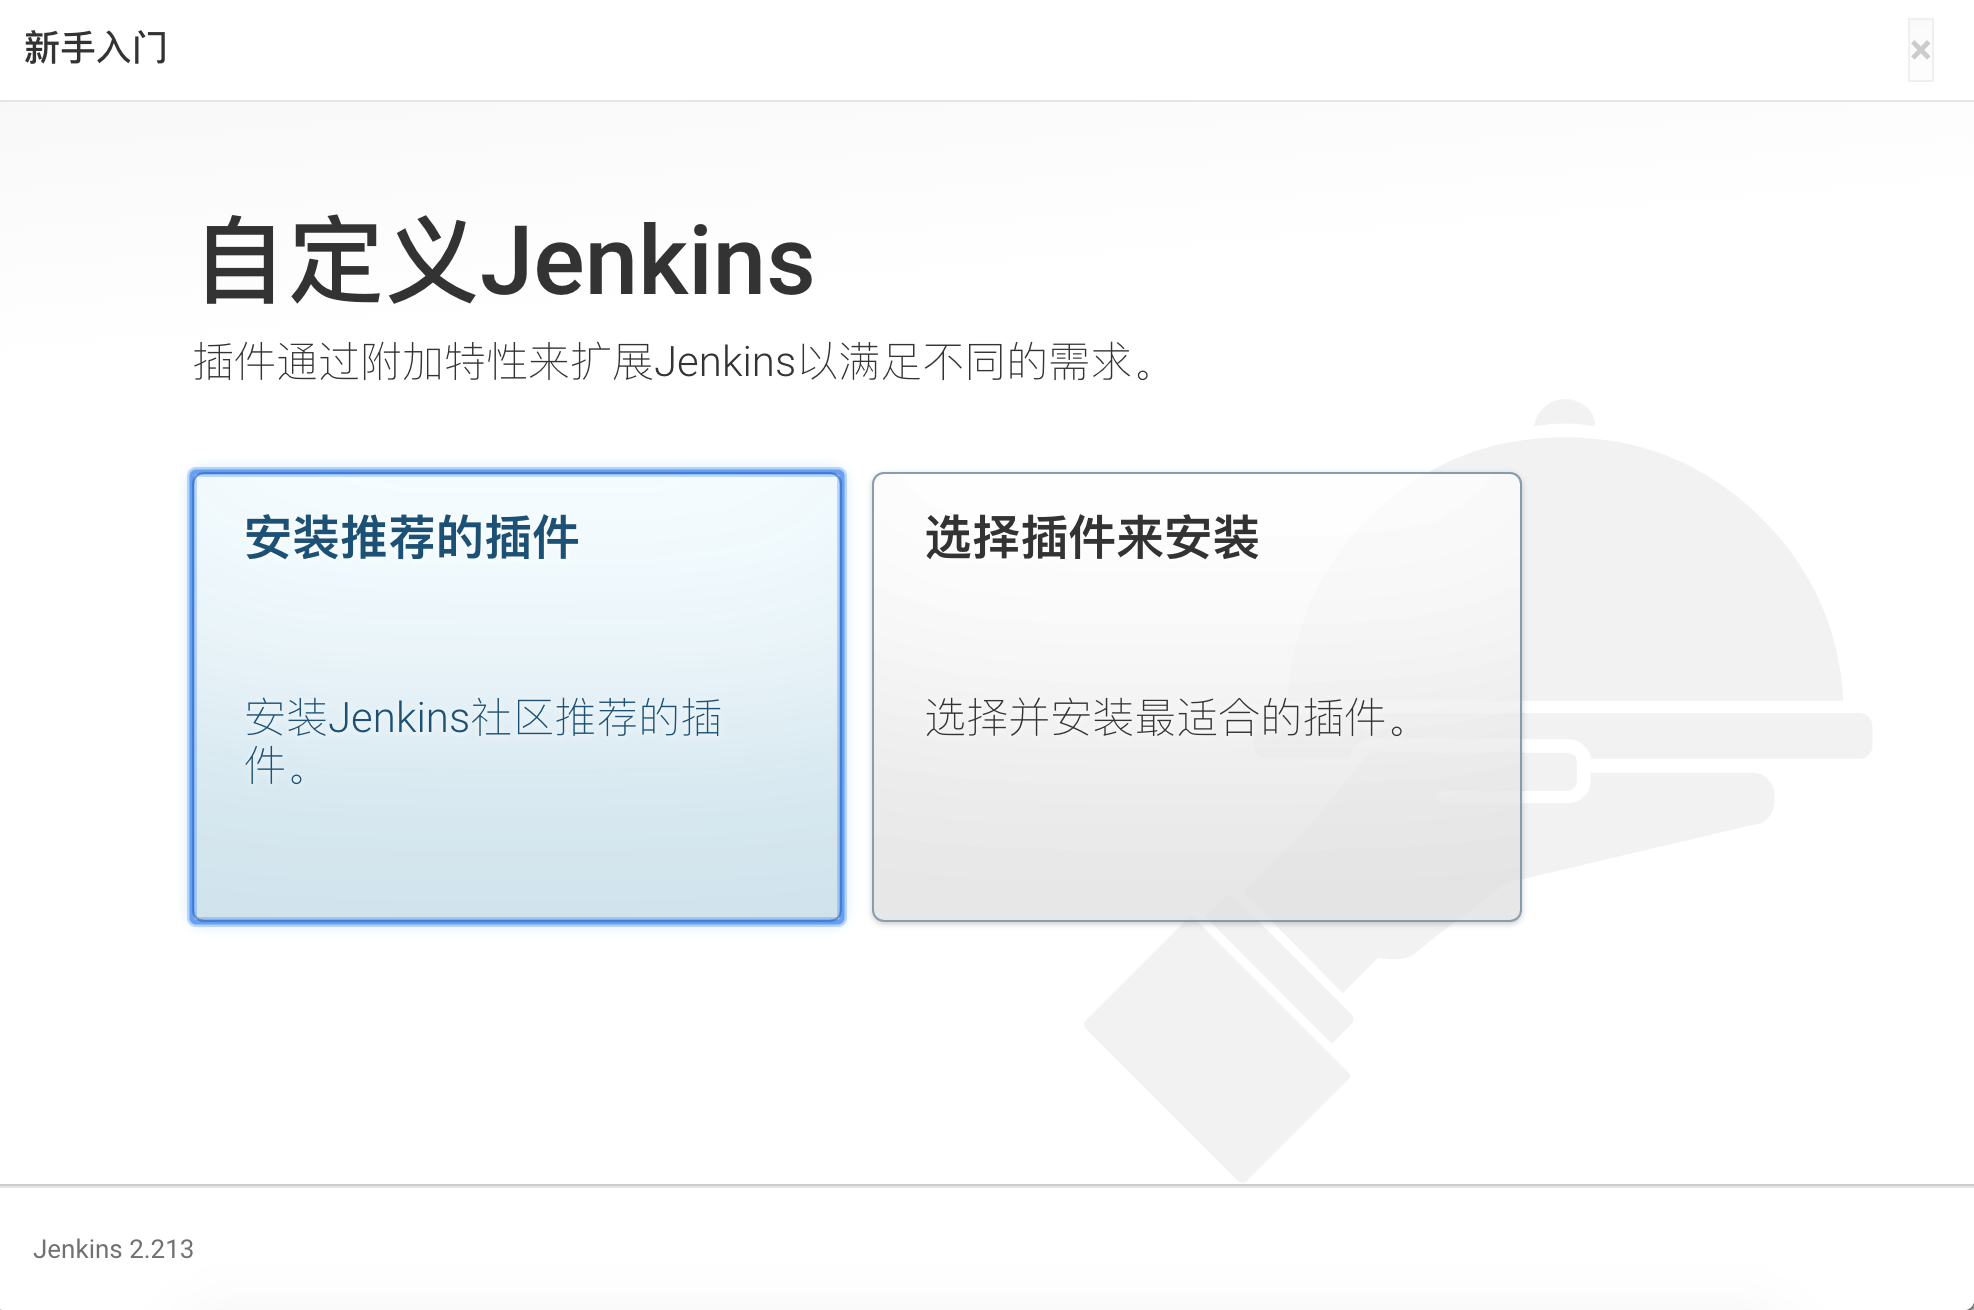 新手入门
×
自定义Jenkins
插件通过附加特性来扩展Jenkins以满足不同的需求。
安装推荐的插件
安装Jenkins社区推荐的插
件。
选择插件来安装
选择并安装最适合的插件。
Jenkins 2.213